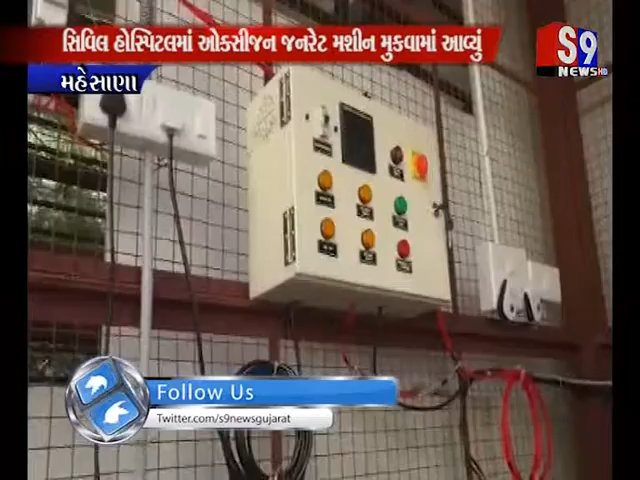 સિવિલ હોસ્પિટલમાં ઓક્સીજન જનરેટ મશીન મુકવામાં આવ્યું
S9
NEWS HD
મહેસાણા
Follow Us
Twitter.com/s9newsgujarat